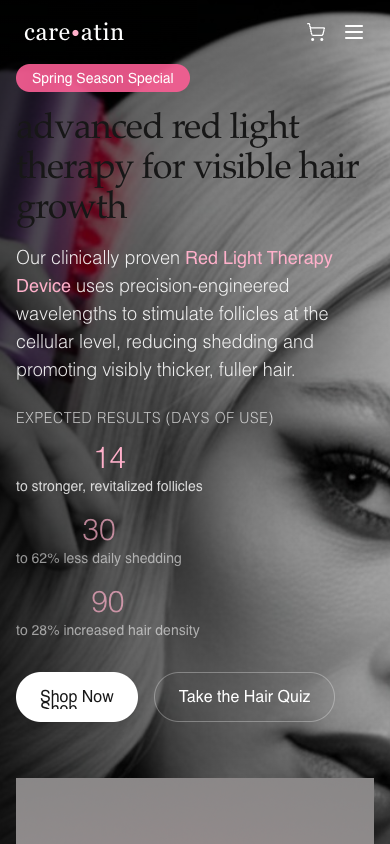 care•atin
Spring Season Special
advanced red light
therapy for visible hair
growth
Our clinically proven Red Light Therapy
Device uses precision-engineered
wavelengths to stimulate follicles at the
cellular level, reducing shedding and
promoting visibly thicker, fuller hair.
EXPECTED RESULTS (DAYS OF USE)
14
to stronger, revitalized follicles
30
to 62% less daily shedding
90
to 28% increased hair density
Shop Now
Shop
Take the Hair Quiz